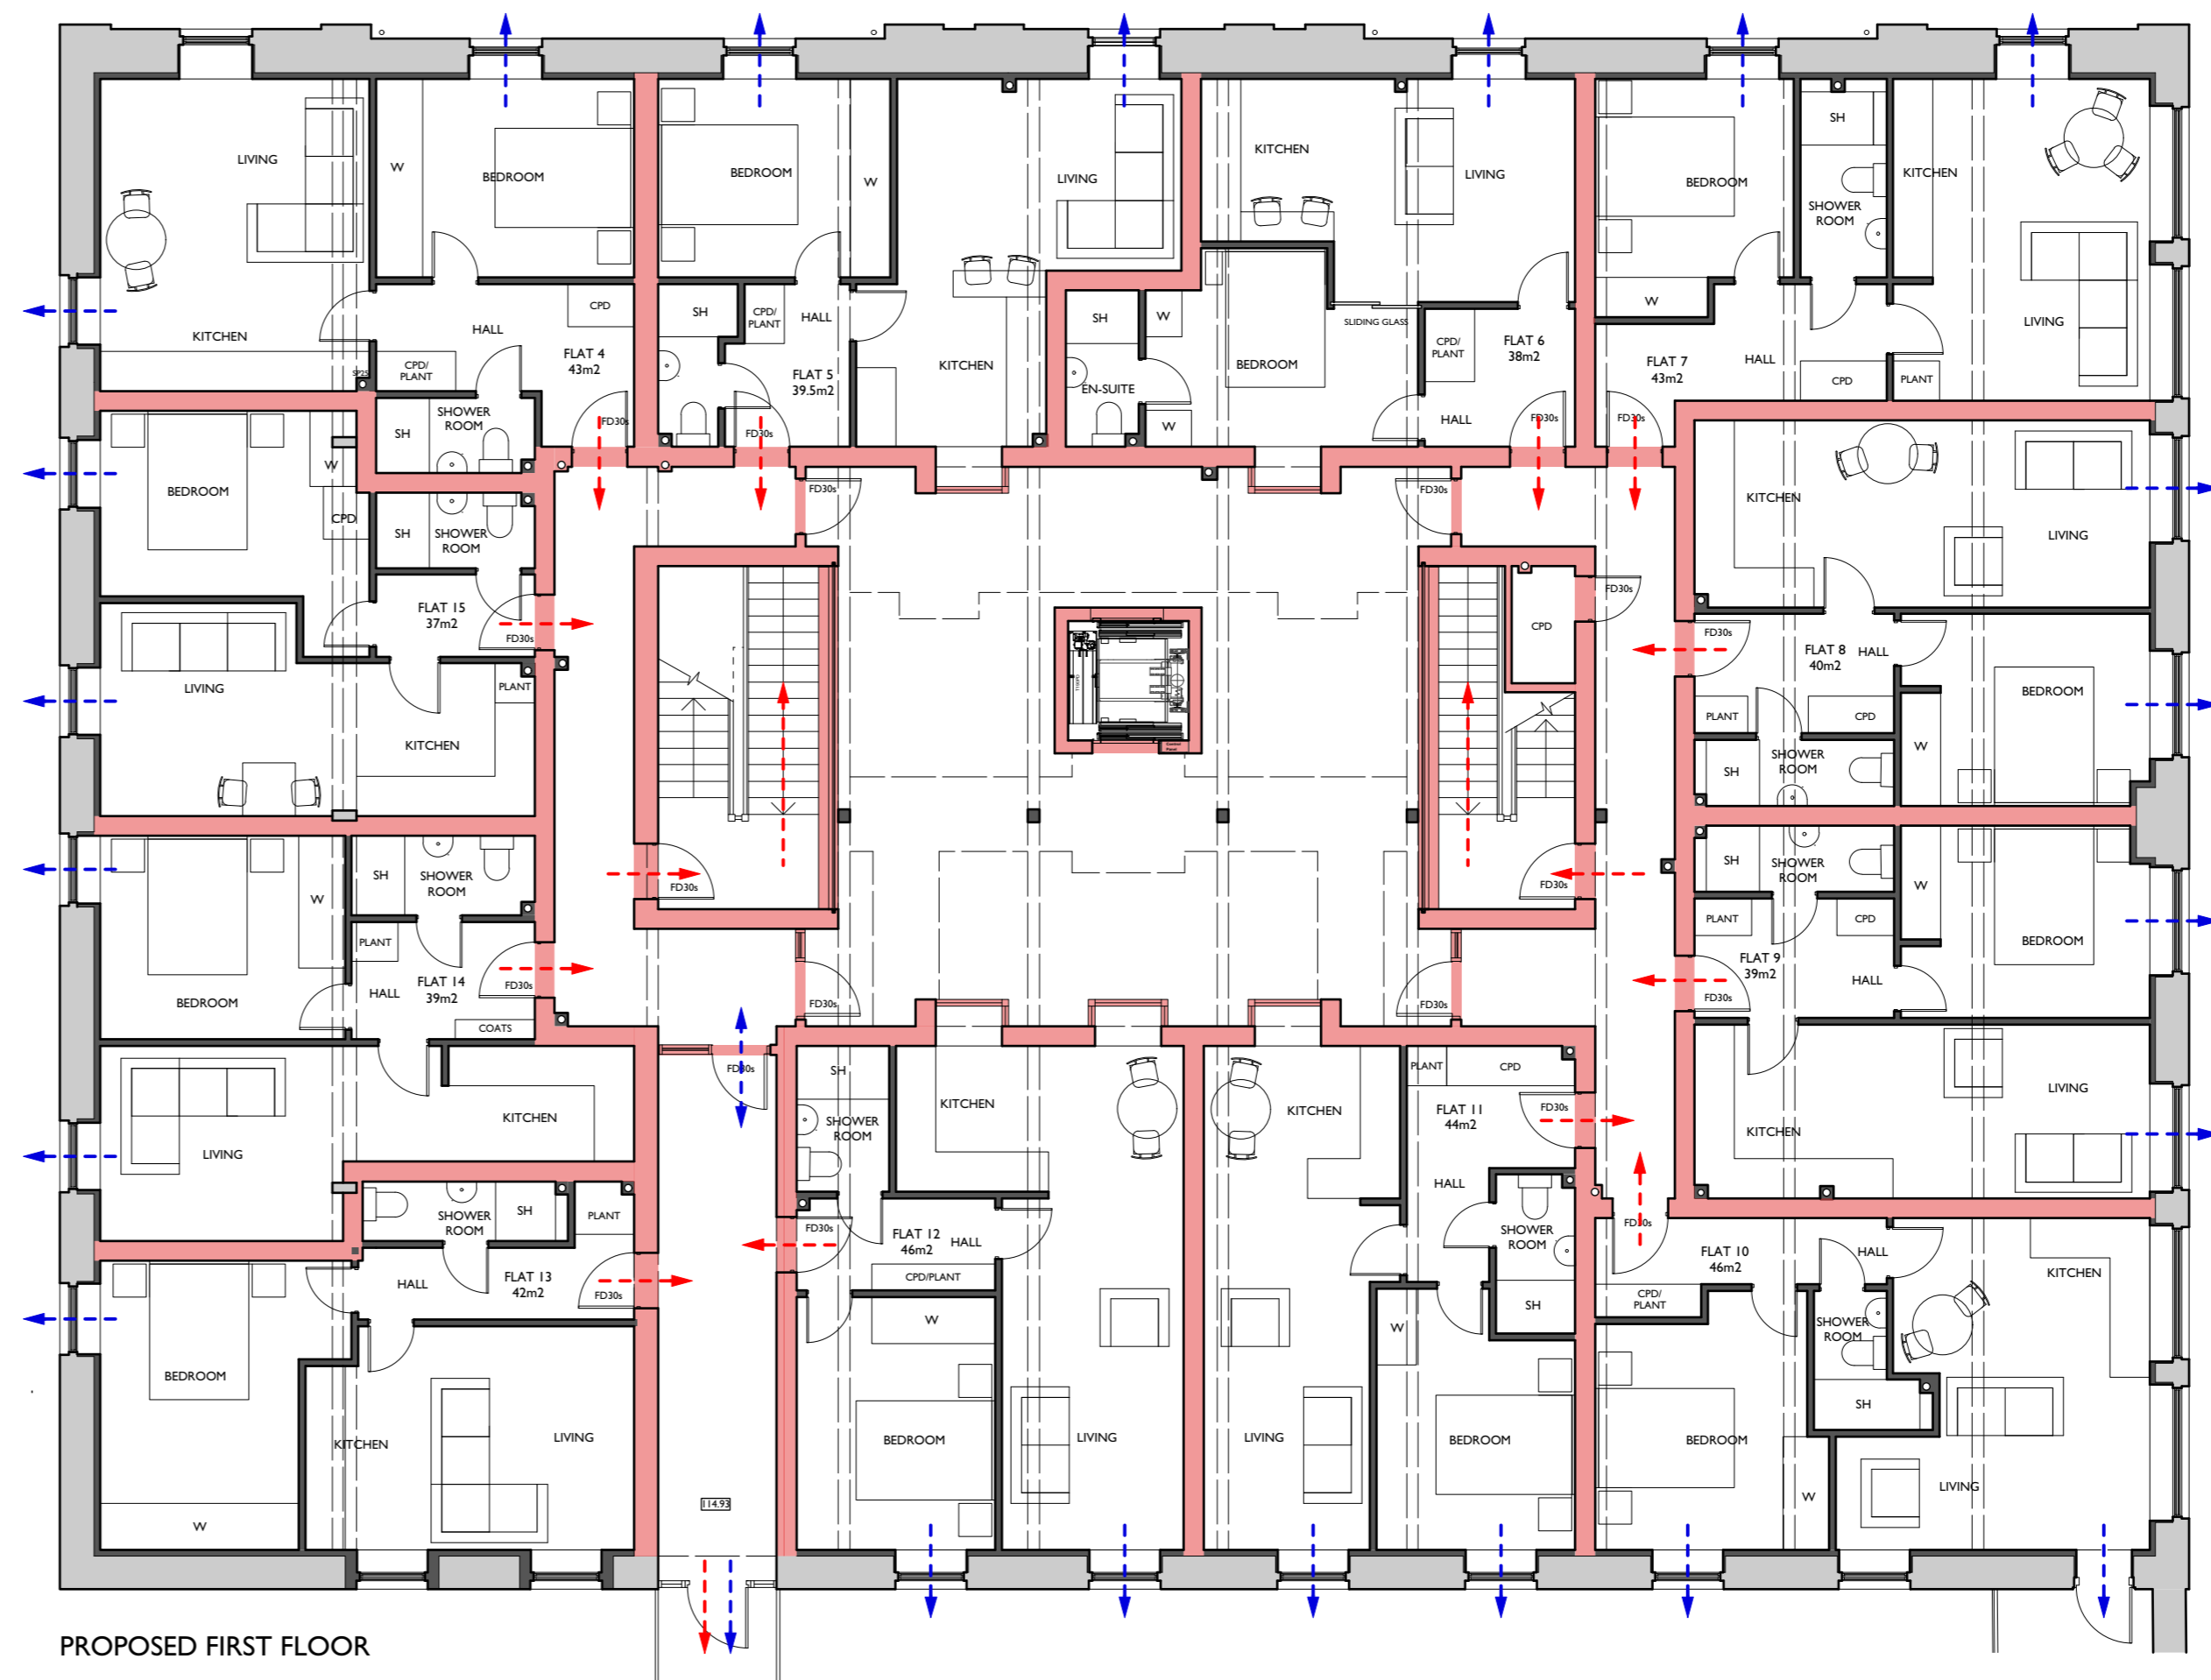 LIVING
KITCHEN
W
BEDROOM
CPD
HALL
CPD/
PLANT
FLAT 4
43m2
SHOWER
ROOM
SH
FD30s
SP25
BEDROOM
W
SH
CPD/
PLANT
HALL
FLAT 5
39.5m2
FD30s
LIVING
KITCHEN
KITCHEN
LIVING
SH
W
EN-SUITE
W
BEDROOM
SLIDING GLASS
CPD/
PLANT
FLAT 6
38m2
HALL
FD30s
BEDROOM
W
SH
SHOWER
ROOM
KITCHEN
LIVING
FLAT 7
43m2
HALL
CPD
PLANT
FD30s
BEDROOM
W
CPD
SH
SHOWER
ROOM
FLAT 15
37m2
FD30s
LIVING
PLANT
KITCHEN
FD30s
FD30s
FD30s
CPD
KITCHEN
LIVING
FD30s
FLAT 8
40m2
HALL
BEDROOM
PLANT
CPD
W
SH
SHOWER
ROOM
Control
Panel
BEDROOM
W
SH
SHOWER
ROOM
PLANT
HALL
FLAT 14
39m2
FD30s
COATS
LIVING
KITCHEN
FD30s
FD30s
FD30s
FD30s
SH
SHOWER
ROOM
W
PLANT
CPD
BEDROOM
FLAT 9
39m2
HALL
FD30s
LIVING
KITCHEN
SHOWER
ROOM
SH
PLANT
HALL
FLAT 13
42m2
FD30s
BEDROOM
KITCHEN
LIVING
W
FD30s
114.93
SH
SHOWER
ROOM
KITCHEN
FD30s
FLAT 12
46m2
HALL
CPD/PLANT
W
BEDROOM
LIVING
KITCHEN
PLANT
CPD
FLAT 11
44m2
FD30s
HALL
SHOWER
ROOM
SH
W
LIVING
BEDROOM
FD30s
FLAT 10
46m2
HALL
KITCHEN
CPD/
PLANT
SHOWER
ROOM
SH
BEDROOM
W
LIVING
PROPOSED FIRST FLOOR